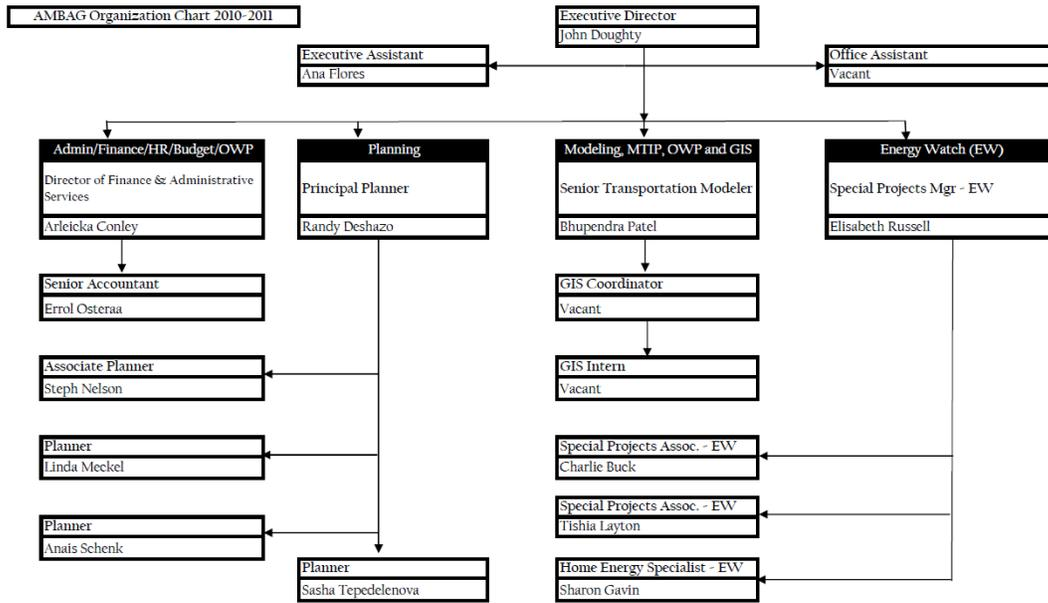 AMBAG Organization Chart 2010-2011
Executive Director
John Doughty
Executive Assistant
Ana Flores
Office Assistant
Vacant
Admin/Finance/HR/Budget/OWP
Director of Finance & Administrative
Services
Arleicka Conley
Planning
Principal Planner
Randy Deshazo
Modeling, MTIP, OWP and GIS
Senior Transportation Modeler
Bhupendra Patel
Energy Watch (EW)
Special Projects Mgr - EW
Elisabeth Russell
Senior Accountant
Errol Osteraa
GIS Coordinator
Vacant
Associate Planner
Steph Nelson
GIS Intern
Vacant
Planner
Linda Meckel
Special Projects Assoc. - EW
Charlie Buck
Planner
Anais Schenk
Special Projects Assoc. - EW
Tishia Layton
Planner
Sasha Tepedelenova
Home Energy Specialist - EW
Sharon Gavin